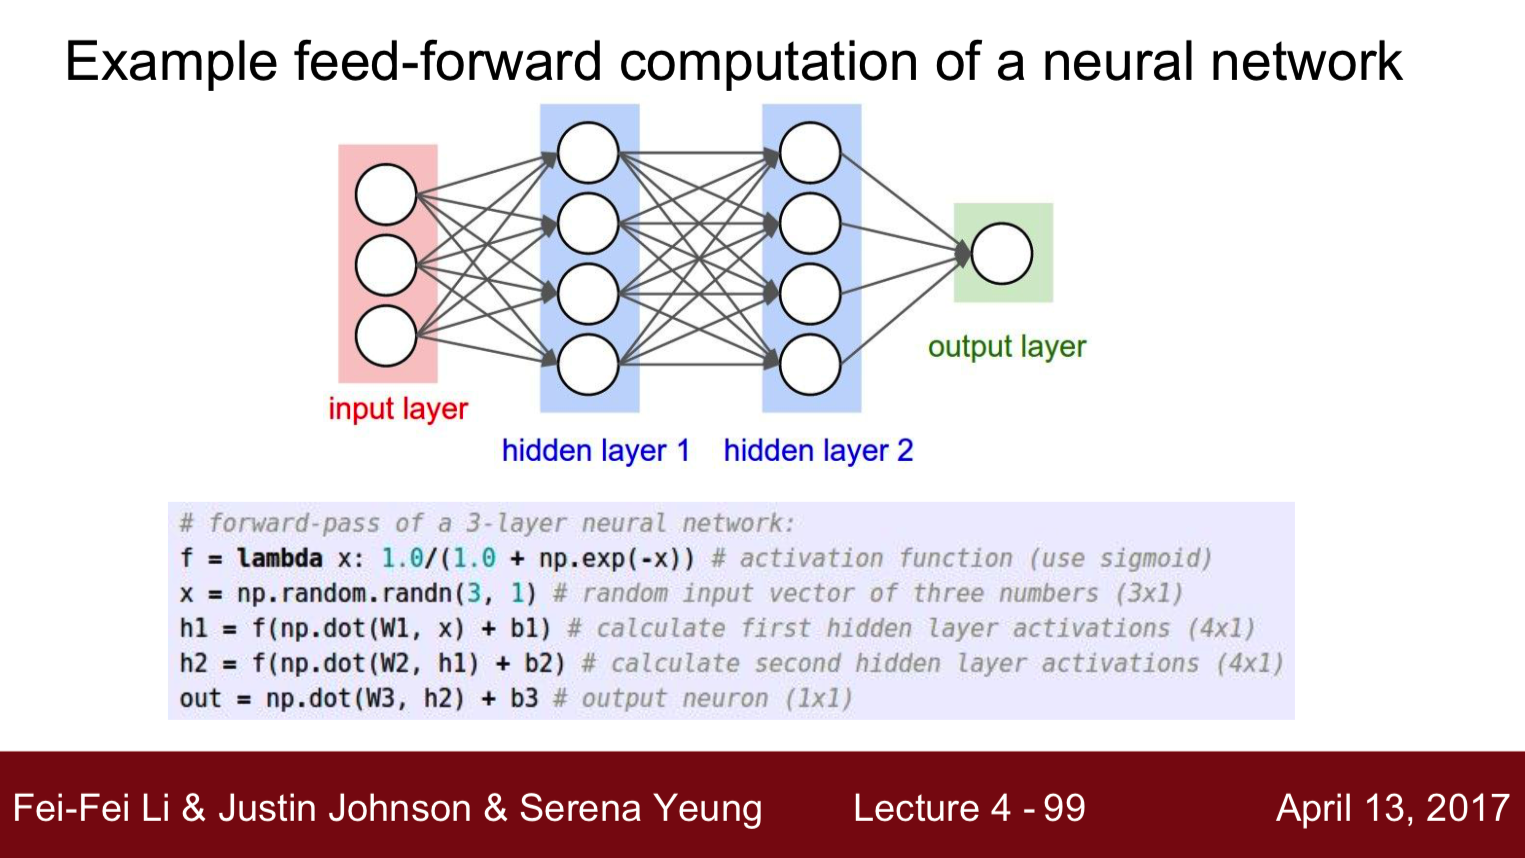 Example feed-forward computation of a neural network
input layer
hidden layer 1
hidden layer 2
output layer
# forward-pass of a 3-layer neural network:
f = lambda x: 1.0/(1.0 + np.exp(-x)) # activation function (use sigmoid)
x = np.random.randn(3, 1) # random input vector of three numbers (3x1)
h1 = f(np.dot(W1, x) + b1) # calculate first hidden layer activations (4x1)
h2 = f(np.dot(W2, h1) + b2) # calculate second hidden layer activations (4x1)
out = np.dot(W3, h2) + b3 # output neuron (1x1)
Fei-Fei Li & Justin Johnson & Serena Yeung Lecture 4 - 99 April 13, 2017